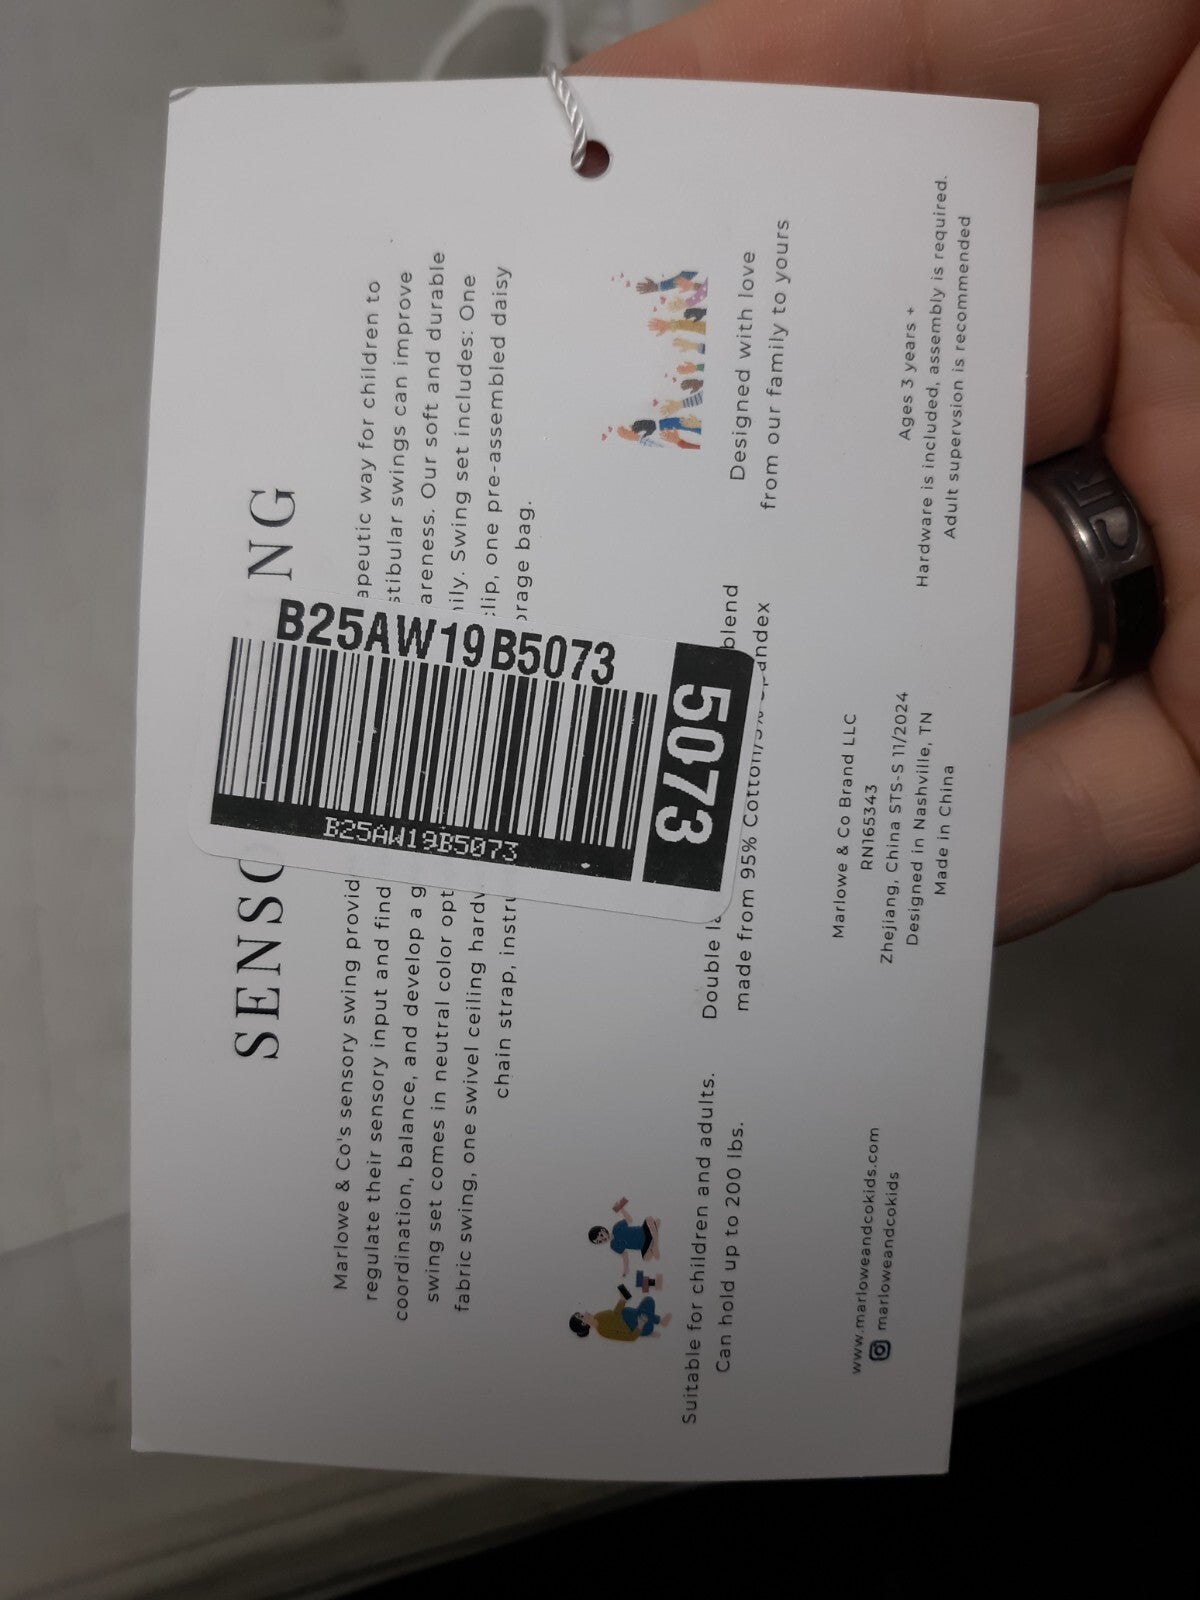 SENSO NG
Marlowe & Co's sensory swing provid apeutic way for children to
regulate their sensory input and find stibular swings can improve
coordination, balance, and develop a g areness. Our soft and durable
swing set comes in neutral color opt ily. Swing set includes: One
fabric swing, one swivel ceiling hardw clip, one pre-assembled daisy
chain strap, instru orage bag.
B25AW19B5073
B25AW19B5073
5073
Suitable for children and adults.
Can hold up to 200 lbs.
Double la blend
made from 95% Cotton/5% Spandex
Designed with love
from our family to yours
www.marloweandcokids.com
marloweandcokids
Marlowe & Co Brand LLC
RN165343
Zhejiang, China STS-S 11/2024
Designed in Nashville, TN
Made in China
Ages 3 years +
Hardware is included, assembly is required.
Adult supervsion is recommended